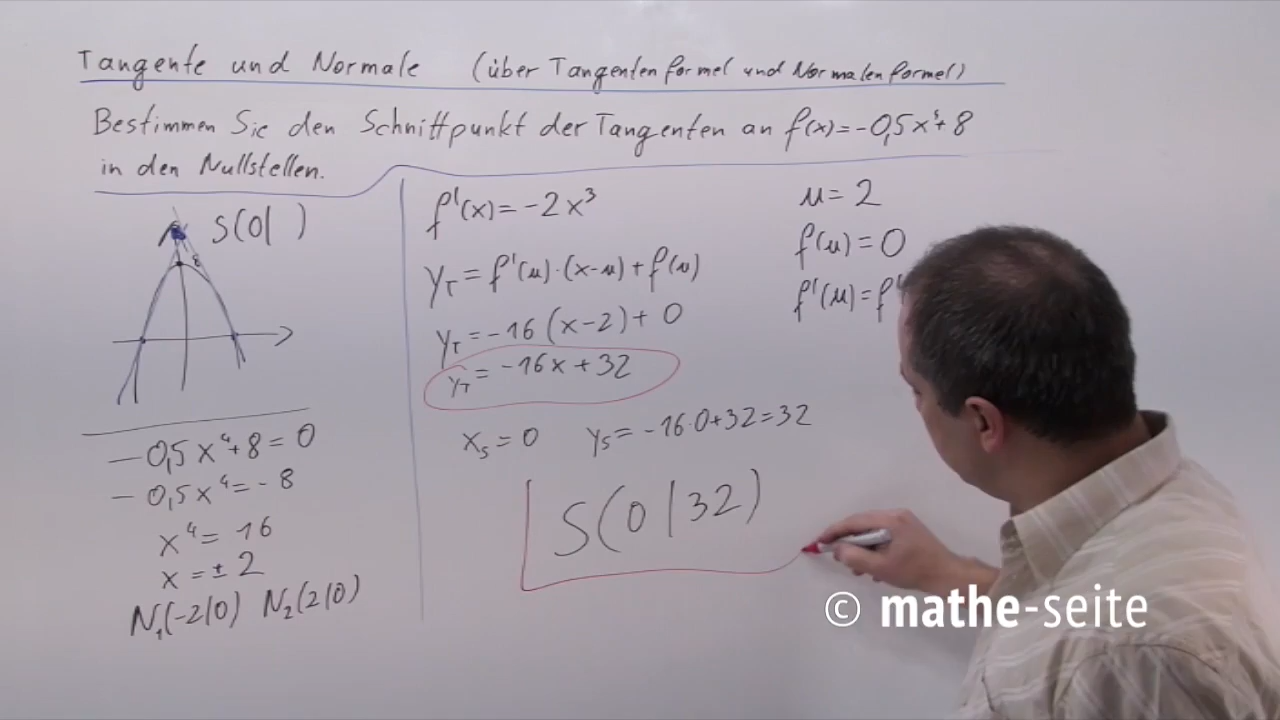 Tangente und Normale (über Tangentenformel und Normalenformel)
Bestimmen Sie den Schnittpunkt der Tangenten an f(x)=-0,5x⁴+8
in den Nullstellen.
S(0| )
8
-0,5x⁴+8=0
-0,5x⁴=-8
x⁴=16
x=±2
N₁(-2|0) N₂(2|0)
f'(x)=-2x³
y_T=f'(u)·(x-u)+f(u)
y_T=-16(x-2)+0
y_T=-16x+32
x_S=0 y_S=-16·0+32=32
S(0|32)
u=2
f(u)=0
f'(u)=f'
© mathe-seite